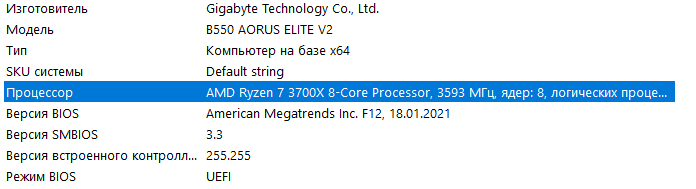 Изготовитель Gigabyte Technology Co., Ltd.
Модель B550 AORUS ELITE V2
Тип Компьютер на базе x64
SKU системы Default string
Процессор AMD Ryzen 7 3700X 8-Core Processor, 3593 МГц, ядер: 8, логических проце...
Версия BIOS American Megatrends Inc. F12, 18.01.2021
Версия SMBIOS 3.3
Версия встроенного контролл... 255.255
Режим BIOS UEFI